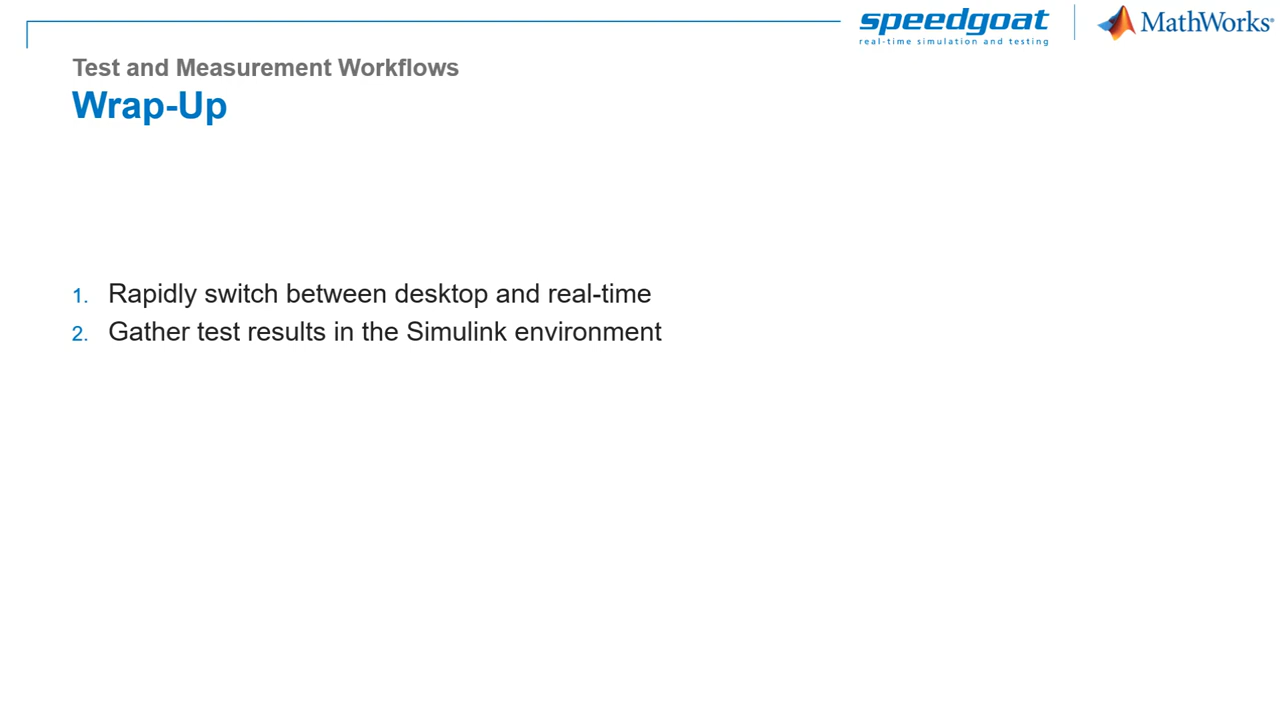 speedgoat
real-time simulation and testing
MathWorks®
Test and Measurement Workflows
Wrap-Up
1. Rapidly switch between desktop and real-time
2. Gather test results in the Simulink environment